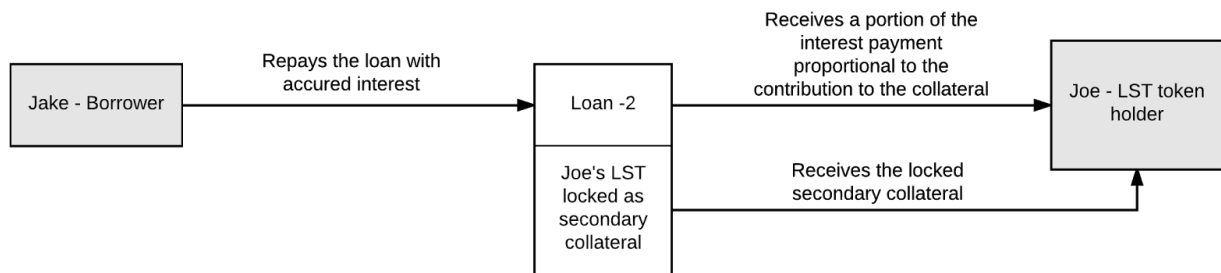 Jake - Borrower
Repays the loan with
accured interest
Loan -2
Joe's LST
locked as
secondary
collateral
Receives a portion of the
interest payment
proportional to the
contribution to the collateral
Receives the locked
secondary collateral
Joe - LST token
holder